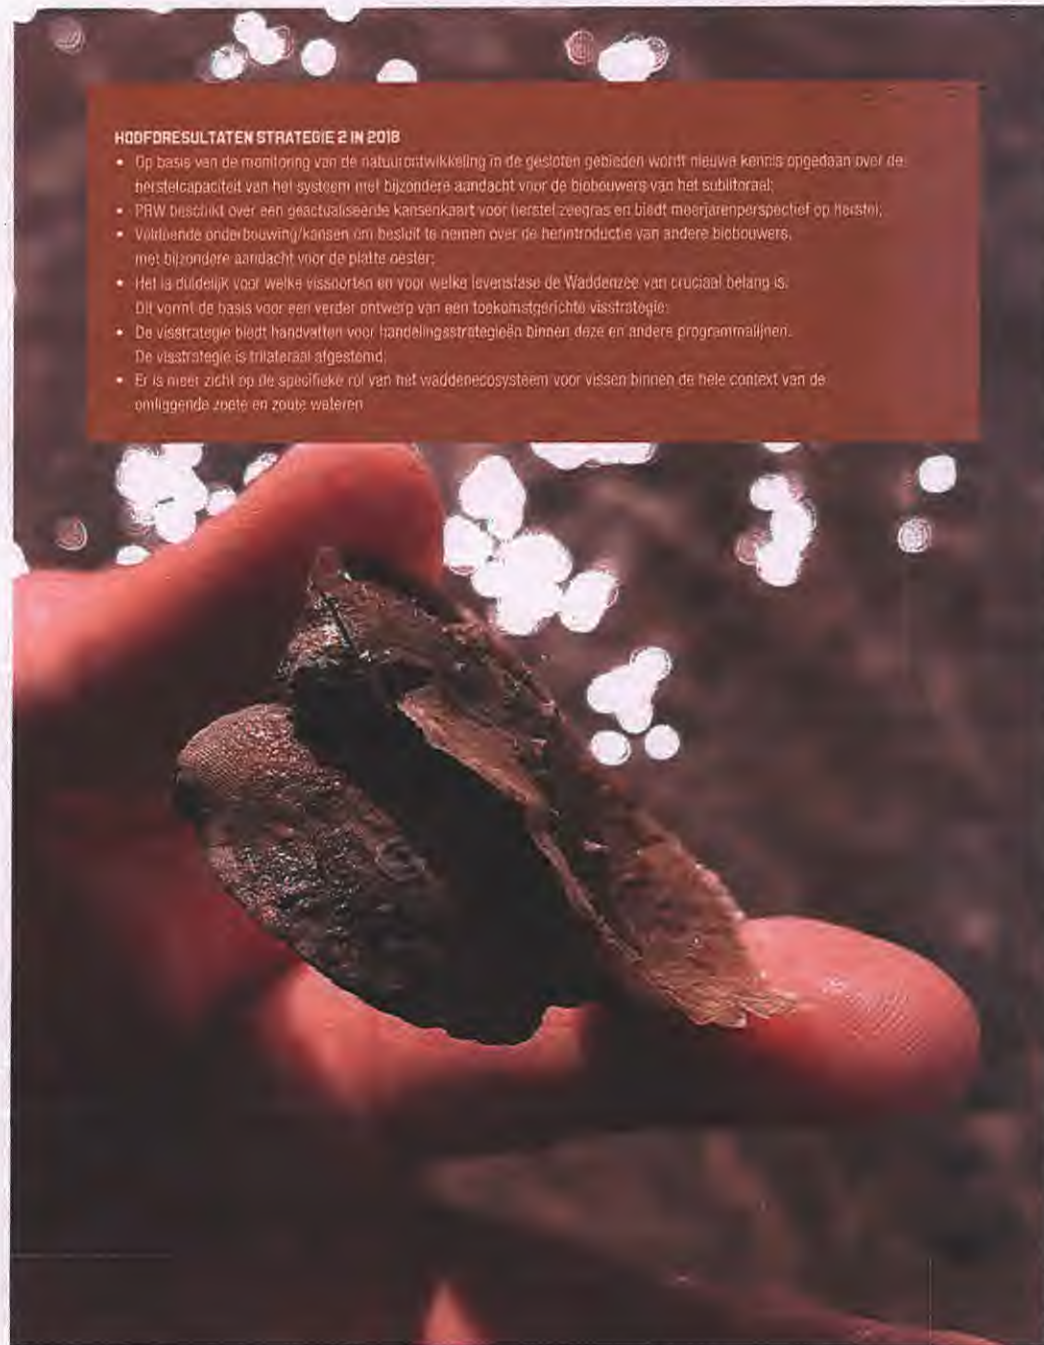 HOOFDRESULTATEN STRATEGIE 2 IN 2018
• Op basis van de monitoring van de natuurontwikkeling in de gesloten gebieden wordt nieuwe kennis opgedaan over de
herstelcapaciteit van het systeem met bijzondere aandacht voor de biobouwers van het sublitoraal;
• PRW beschikt over een geactualiseerde kansenkaart voor herstel zeegras en biedt meerjarenperspectief op herstel;
• Voldoende onderbouwing/kansen om besluit te nemen over de herintroductie van andere biobouwers,
met bijzondere aandacht voor de platte oester;
• Het is duidelijk voor welke vissoorten en voor welke levensfase de Waddenzee van cruciaal belang is.
Dit vormt de basis voor een verder ontwerp van een toekomstgerichte visstrategie;
• De visstrategie biedt handvatten voor handelingsstrategieën binnen deze en andere programmalijnen.
De visstrategie is trilateraal afgestemd;
• Er is meer zicht op de specifieke rol van het waddenecosysteem voor vissen binnen de hele context van de
omliggende zoete en zoute wateren